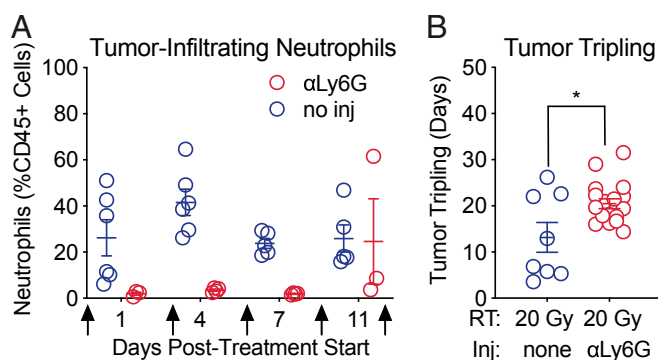 A
Tumor-Infiltrating Neutrophils
Neutrophils (%CD45+ Cells)
100
80
60
40
20
0
αLy6G
no inj
1 4 7 11
Days Post-Treatment Start
B
Tumor Tripling
Tumor Tripling (Days)
50
40
30
20
10
0
*
RT: 20 Gy 20 Gy
Inj: none αLy6G